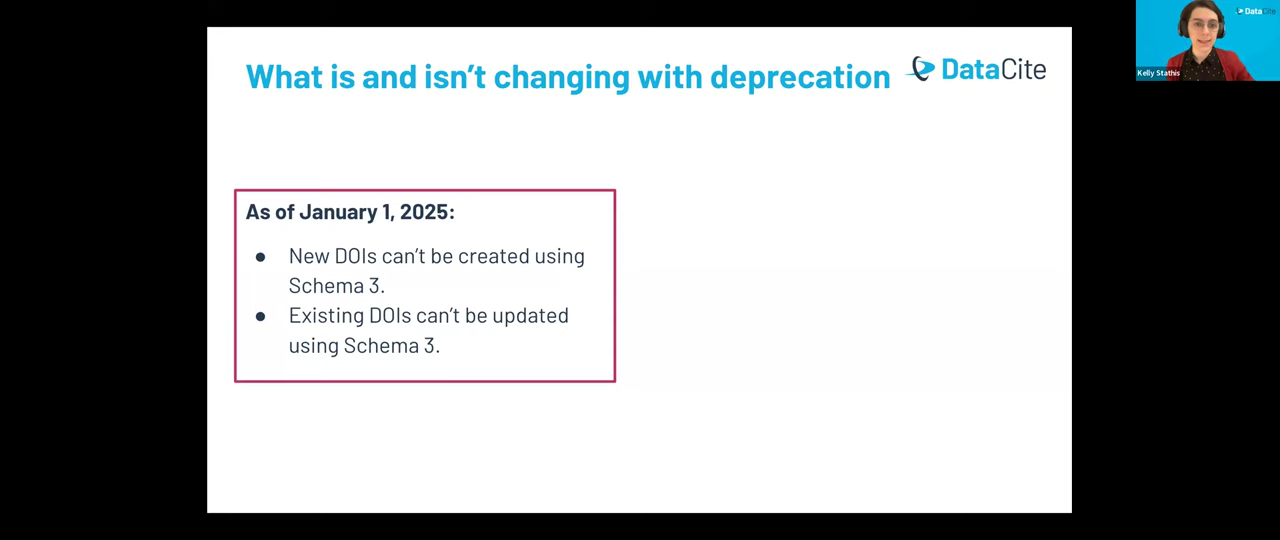 What is and isn't changing with deprecation
DataCite
DataCite
Kelly Stathis
As of January 1, 2025:
● New DOIs can't be created using
Schema 3.
● Existing DOIs can't be updated
using Schema 3.